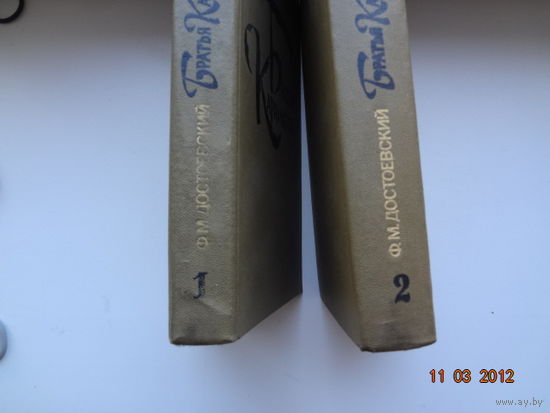 Ф.М. ДОСТОЕВСКИЙ
БРАТЬЯ
1
Ф.М. ДОСТОЕВСКИЙ
БРАТЬЯ
2
11 03 2012
www.ay.by